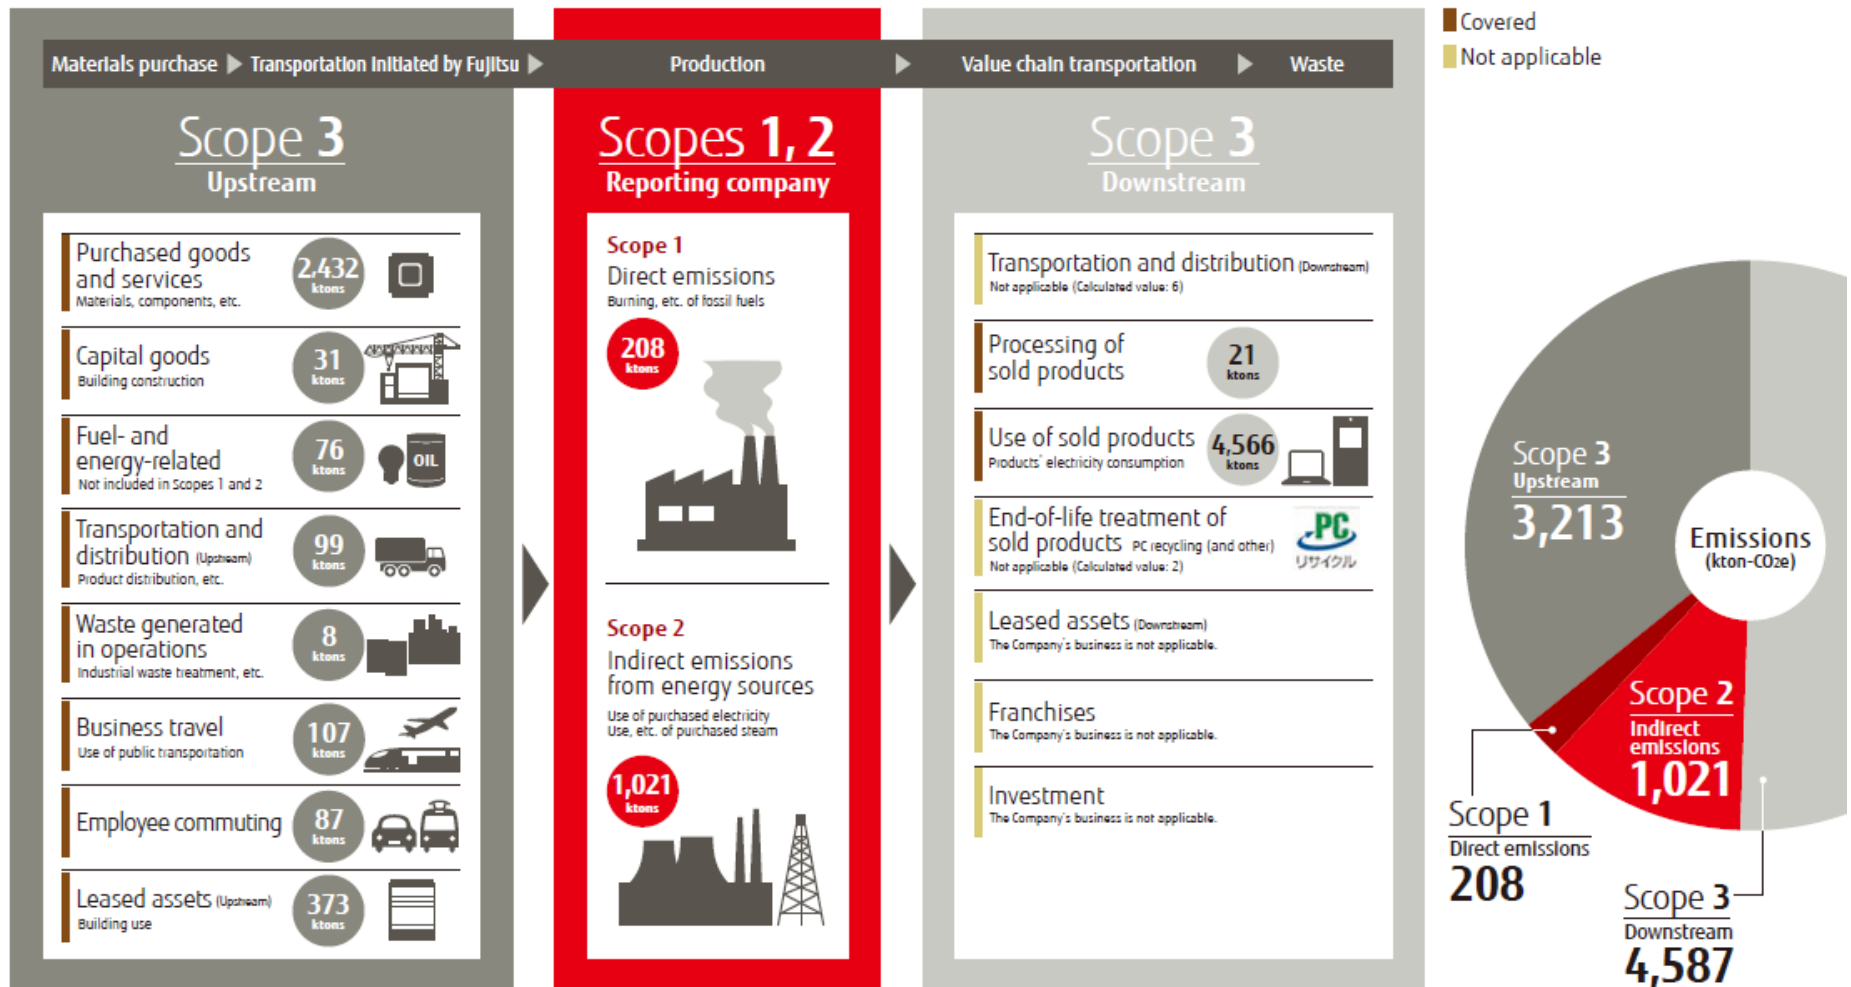 Materials purchase
Transportation initiated by Fujitsu
Production
Value chain transportation
Waste
Scope 3
Upstream
Purchased goods
and services
Materials, components, etc.
2,432
ktons
Capital goods
Building construction
31
ktons
Fuel- and
energy-related
Not included in Scopes 1 and 2
76
ktons
OIL
Transportation and
distribution (Upstream)
Product distribution, etc.
99
ktons
Waste generated
in operations
Industrial waste treatment, etc.
8
ktons
Business travel
Use of public transportation
107
ktons
Employee commuting
87
ktons
Leased assets (Upstream)
Building use
373
ktons
Scopes 1, 2
Reporting company
Scope 1
Direct emissions
Burning, etc. of fossil fuels
208
ktons
Scope 2
Indirect emissions
from energy sources
Use of purchased electricity
Use, etc. of purchased steam
1,021
ktons
Scope 3
Downstream
Transportation and distribution (Downstream)
Not applicable (Calculated value: 6)
Processing of
sold products
21
ktons
Use of sold products
Products' electricity consumption
4,566
ktons
End-of-life treatment of
sold products PC recycling (and other)
Not applicable (Calculated value: 2)
PC
リサイクル
Leased assets (Downstream)
The Company's business is not applicable.
Franchises
The Company's business is not applicable.
Investment
The Company's business is not applicable.
Covered
Not applicable
Scope 3
Upstream
3,213
Emissions
(kton-CO2e)
Scope 2
Indirect
emissions
1,021
Scope 1
Direct emissions
208
Scope 3
Downstream
4,587